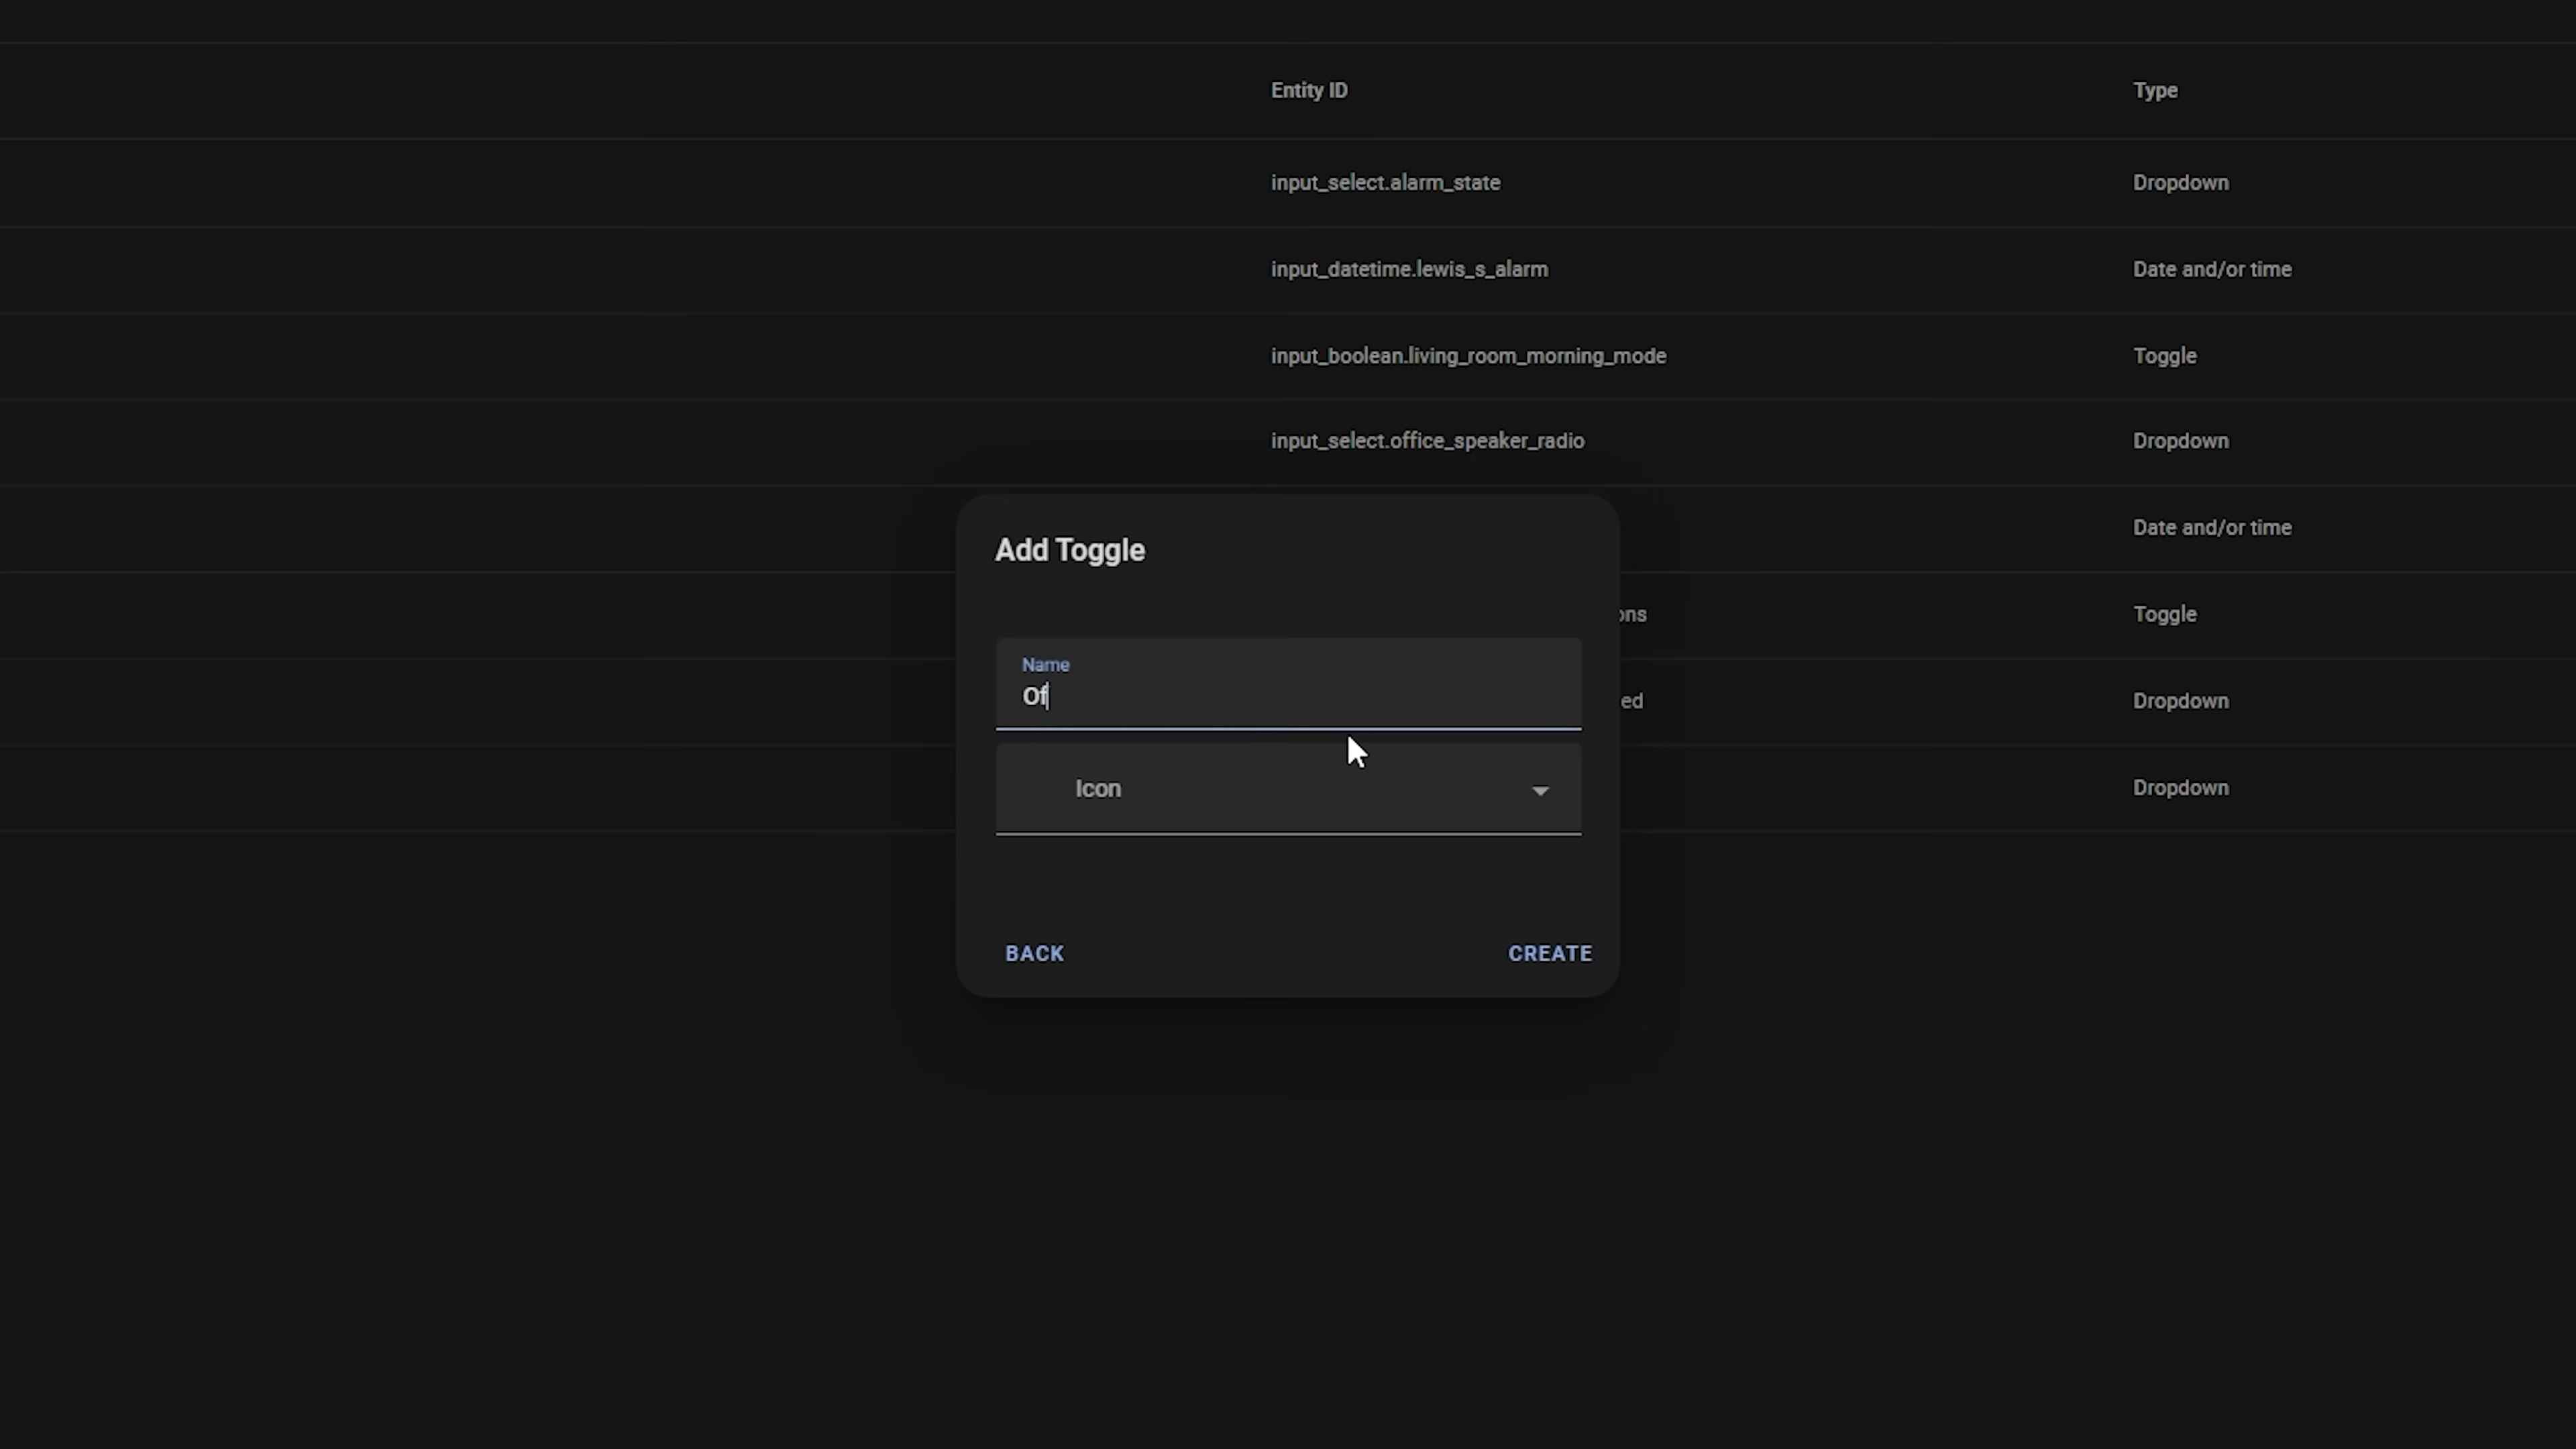 Entity ID Type
input_select.alarm_state Dropdown
input_datetime.lewis_s_alarm Date and/or time
input_boolean.living_room_morning_mode Toggle
input_select.office_speaker_radio Dropdown
Date and/or time
Add Toggle
ons Toggle
Name
Of
ed Dropdown
Icon
Dropdown
BACK CREATE